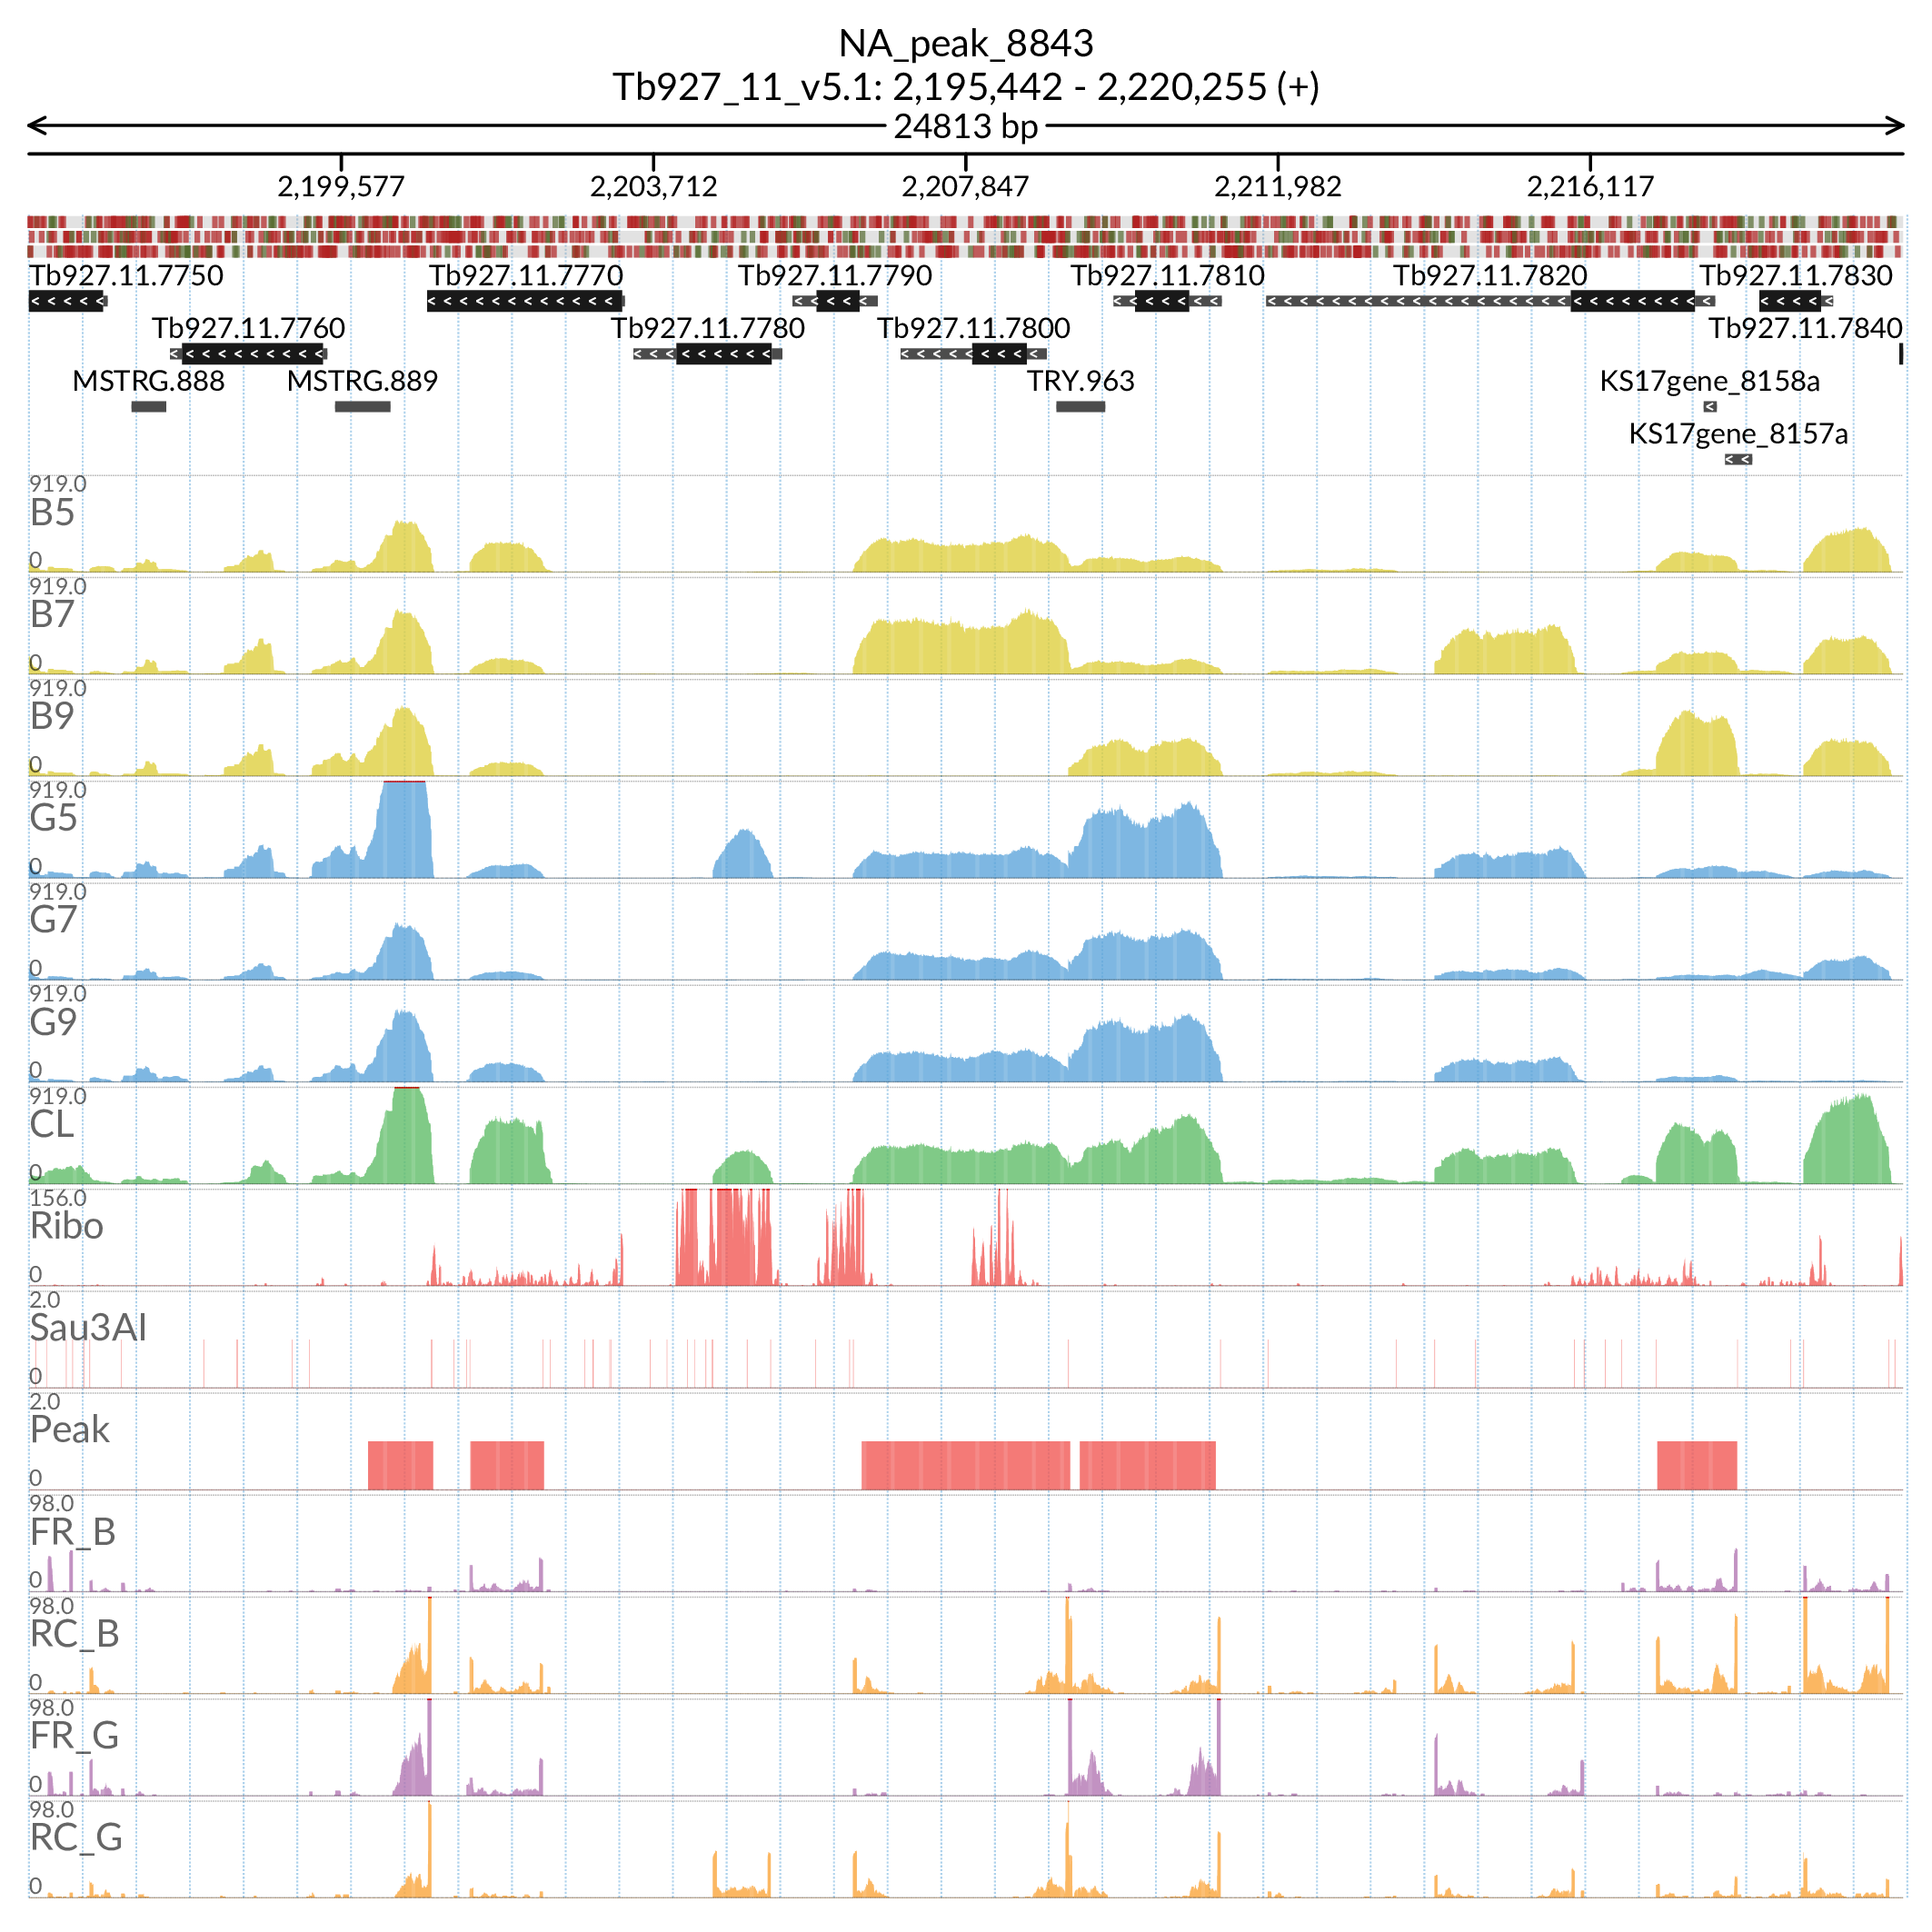 NA_peak_8843
Tb927_11_v5.1: 2,195,442 - 2,220,255 (+)
24813 bp
2,199,577 2,203,712 2,207,847 2,211,982 2,216,117
Tb927.11.7750 Tb927.11.7770 Tb927.11.7790 Tb927.11.7810 Tb927.11.7820 Tb927.11.7830
Tb927.11.7760 Tb927.11.7780 Tb927.11.7800 Tb927.11.7840
MSTRG.888 MSTRG.889 TRY.963 KS17gene_8158a
KS17gene_8157a
919.0
B5
0
919.0
B7
0
919.0
B9
0
919.0
G5
0
919.0
G7
0
919.0
G9
0
919.0
CL
0
156.0
Ribo
0
2.0
Sau3AI
0
2.0
Peak
0
98.0
FR_B
0
98.0
RC_B
0
98.0
FR_G
0
98.0
RC_G
0